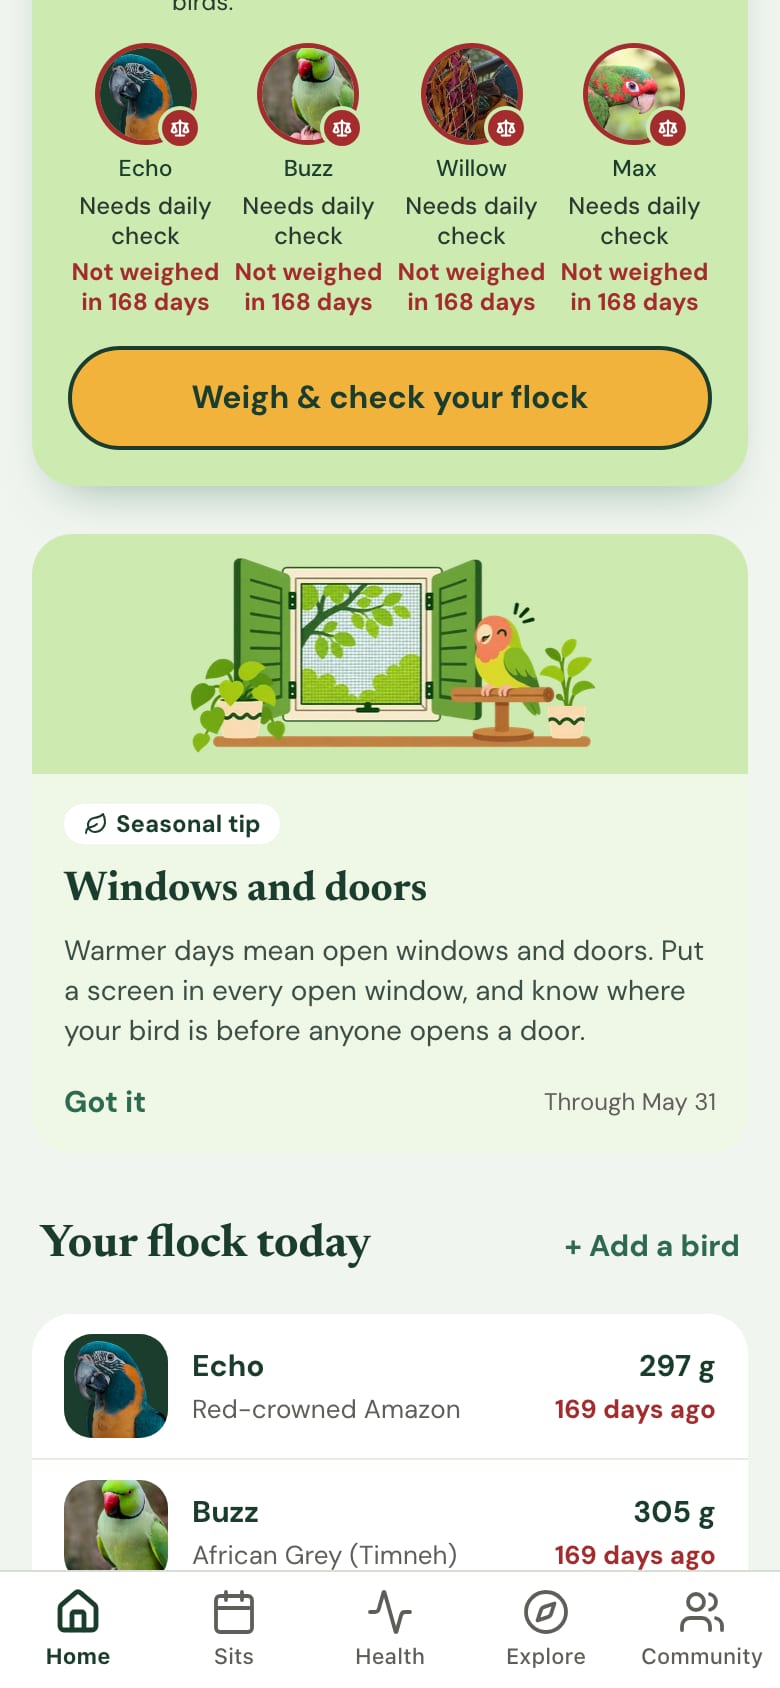 birds.
Echo
Buzz
Willow
Max
Needs daily check
Needs daily check
Needs daily check
Needs daily check
Not weighed in 168 days
Not weighed in 168 days
Not weighed in 168 days
Not weighed in 168 days
Weigh & check your flock
Seasonal tip
Windows and doors
Warmer days mean open windows and doors. Put
a screen in every open window, and know where
your bird is before anyone opens a door.
Got it
Through May 31
Your flock today
+ Add a bird
Echo
297 g
Red-crowned Amazon
169 days ago
Buzz
305 g
African Grey (Timneh)
169 days ago
Home
Sits
Health
Explore
Community